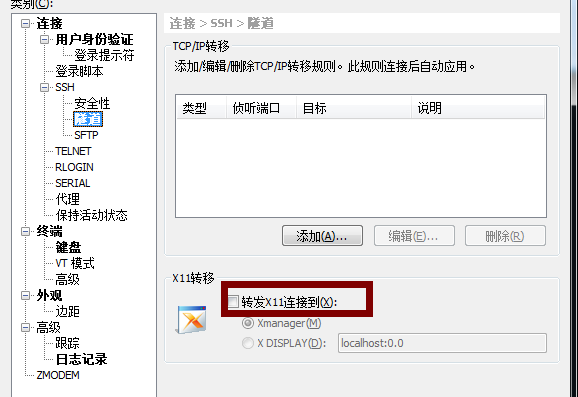 类别(C):
连接
用户身份验证
登录提示符
登录脚本
SSH
安全性
隧道
SFTP
TELNET
RLOGIN
SERIAL
代理
保持活动状态
终端
键盘
VT 模式
高级
外观
边距
高级
跟踪
日志记录
ZMODEM
连接 > SSH > 隧道
TCP/IP转移
添加/编辑/删除TCP/IP转移规则。此规则连接后自动应用。
类型 侦听端口 目标 说明
添加(A)... 编辑(E)... 删除(R)
X11转移
转发X11连接到(X):
Xmanager(M)
X DISPLAY(D): localhost:0.0